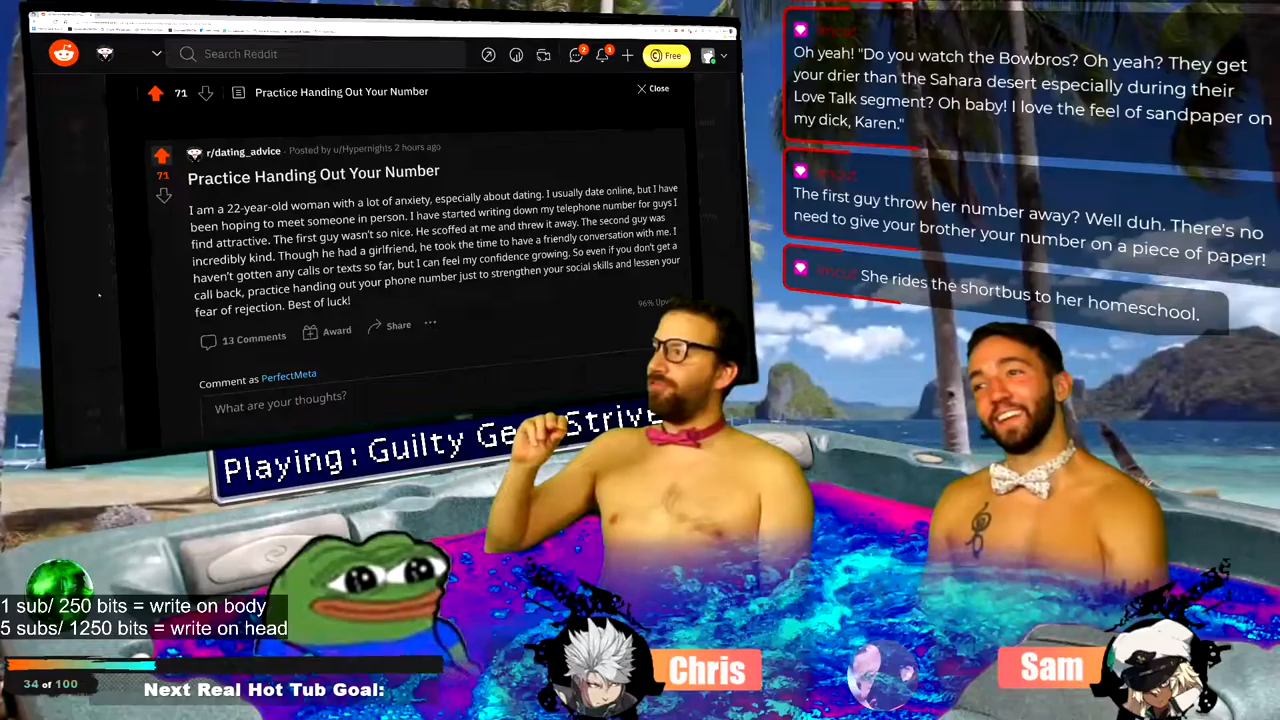 Search Reddit
2
1
Free
71
Practice Handing Out Your Number
Close
r/dating_advice · Posted by u/Hypernights 2 hours ago
71
Practice Handing Out Your Number
I am a 22-year-old woman with a lot of anxiety, especially about dating. I usually date online, but I have
been hoping to meet someone in person. I have started writing down my telephone number for guys I
find attractive. The first guy wasn't so nice. He scoffed at me and threw it away. The second guy was
incredibly kind. Though he had a girlfriend, he took the time to have a friendly conversation with me. I
haven't gotten any calls or texts so far, but I can feel my confidence growing. So even if you don't get a
call back, practice handing out your phone number just to strengthen your social skills and lessen your
fear of rejection. Best of luck!
96%
13 Comments
Award
Share
Comment as PerfectMeta
What are your thoughts?
Playing: Guilty Gear Strive
Oh yeah! "Do you watch the Bowbros? Oh yeah? They get
your drier than the Sahara desert especially during their
Love Talk segment? Oh baby! I love the feel of sandpaper on
my dick, Karen."
The first guy throw her number away? Well duh. There's no
need to give your brother your number on a piece of paper!
She rides the shortbus to her homeschool.
1 sub/ 250 bits = write on body
5 subs/ 1250 bits = write on head
34 of 100
Next Real Hot Tub Goal:
Chris
Sam